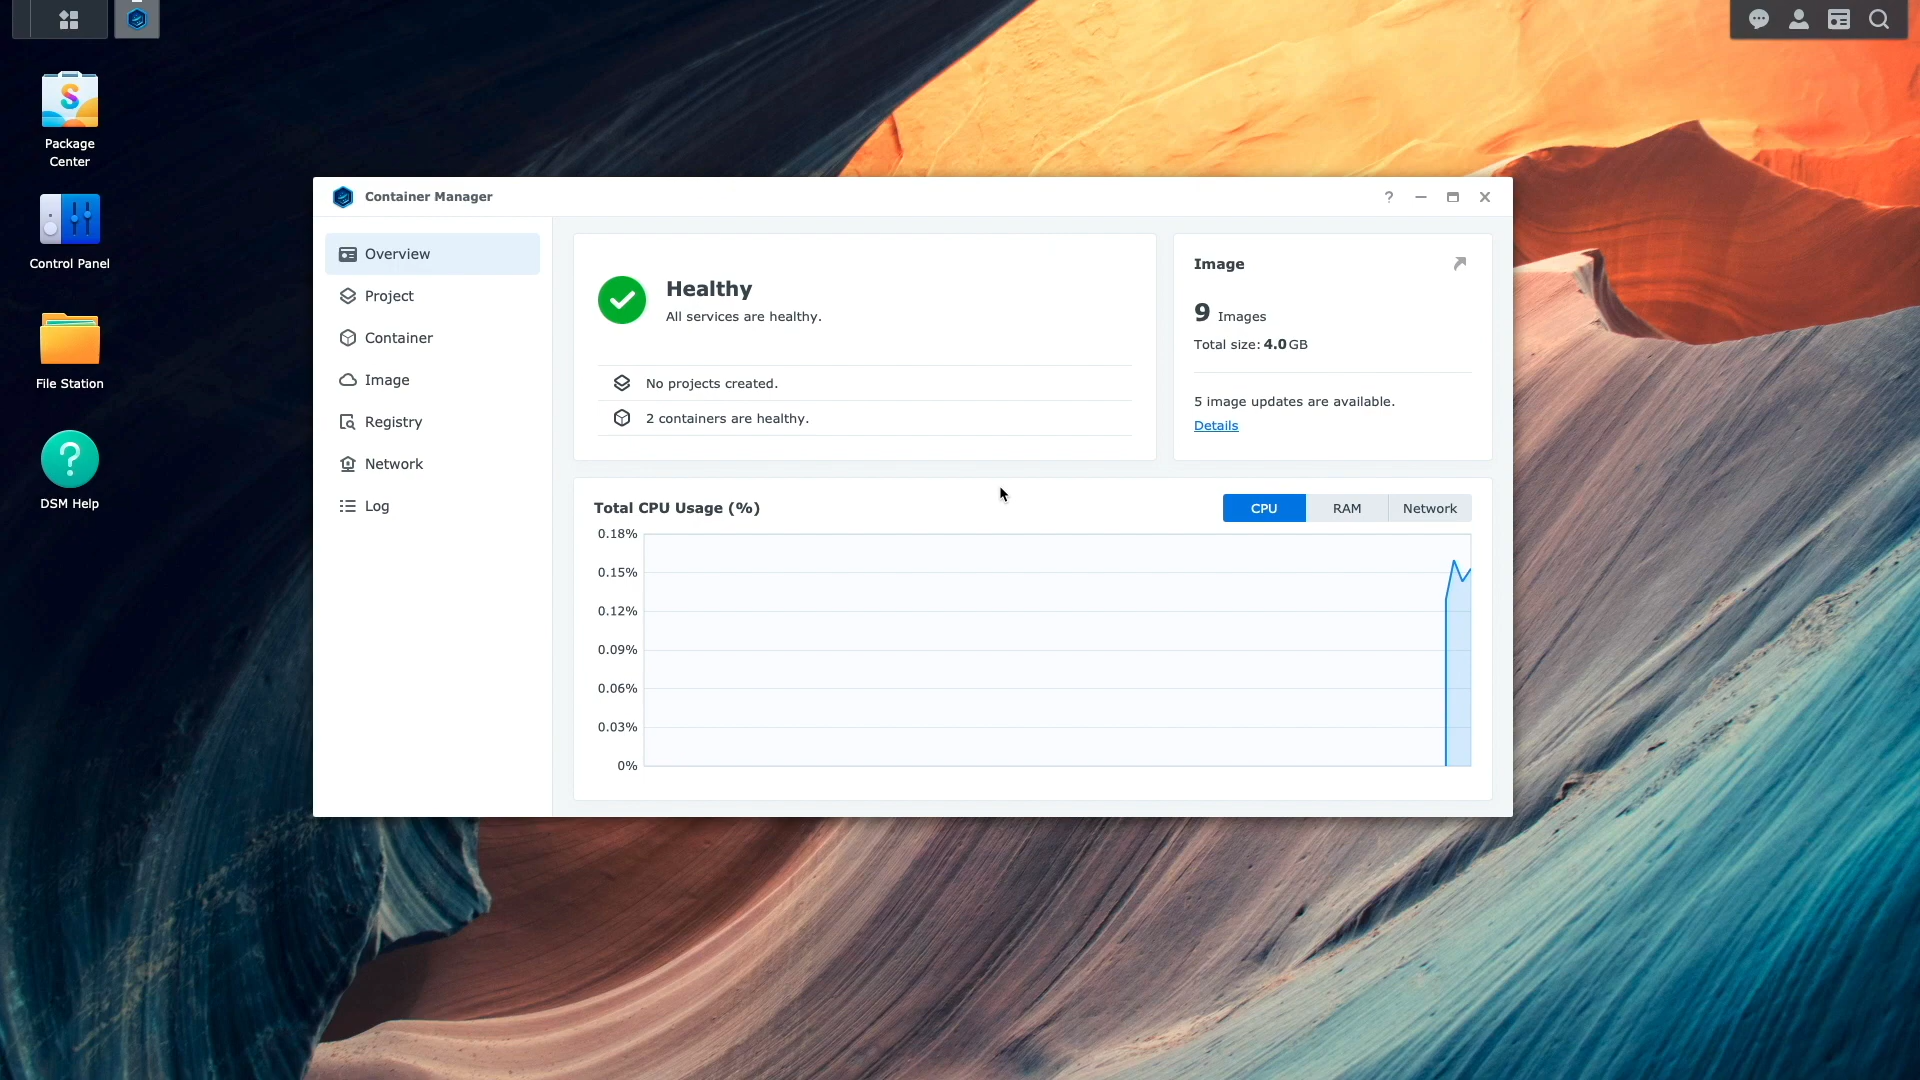 Package
Center
Control Panel
File Station
DSM Help
Container Manager
?
Overview
Project
Container
Image
Registry
Network
Log
Healthy
All services are healthy.
No projects created.
2 containers are healthy.
Image
9 Images
Total size: 4.0 GB
5 image updates are available.
Details
Total CPU Usage (%)
CPU
RAM
Network
0.18%
0.15%
0.12%
0.09%
0.06%
0.03%
0%